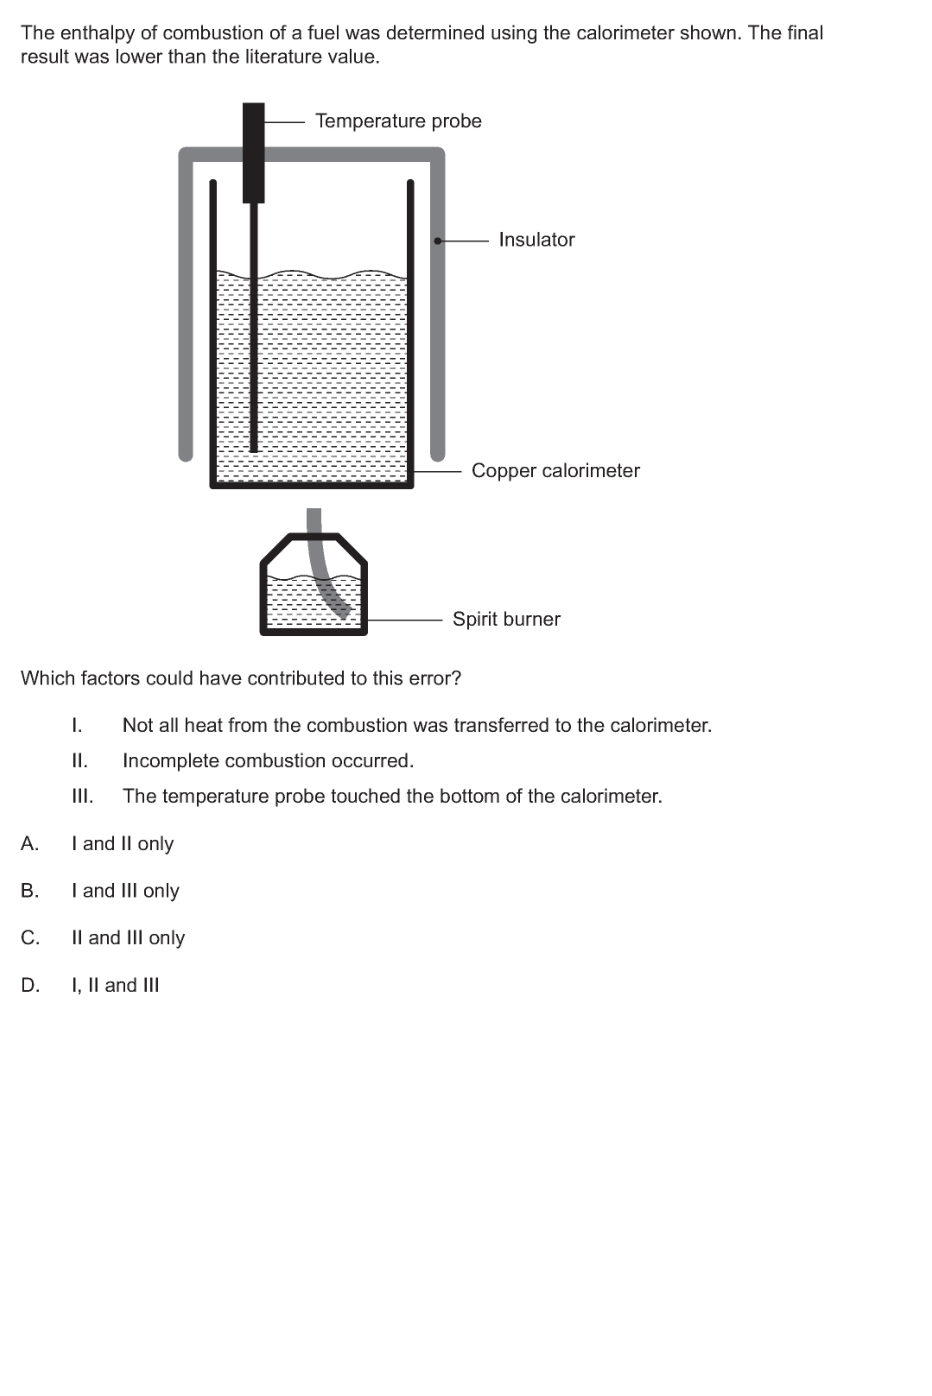 The enthalpy of combustion of a fuel was determined using the calorimeter shown. The final
result was lower than the literature value.
Temperature probe
Insulator
Copper calorimeter
Spirit burner
Which factors could have contributed to this error?
I. Not all heat from the combustion was transferred to the calorimeter.
II. Incomplete combustion occurred.
III. The temperature probe touched the bottom of the calorimeter.
A. I and II only
B. I and III only
C. II and III only
D. I, II and III